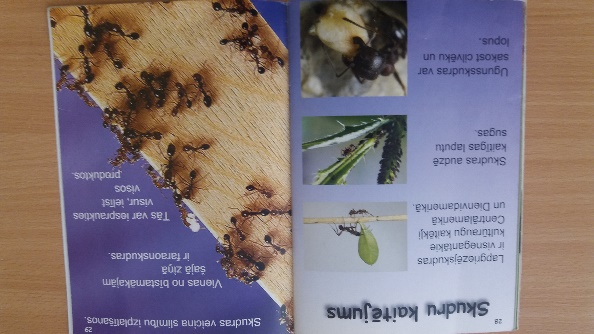 28
Skudru kaitējums
Lapgriezējskudras
ir visnegantākie
kultūraugu kaitēkļi
Centrālamerikā
un Dienvidamerikā.
Skudras audzē
kaitīgas laputu
sugas.
Ugunsskudras var
sakost cilvēku un
lopus.
29
Skudras veicina slimību izplatīšanos.
Vienas no bīstamākajām
šajā ziņā
ir faraonskudras.
Tās var iespraukties
visur, ieiet
visos
produktos.